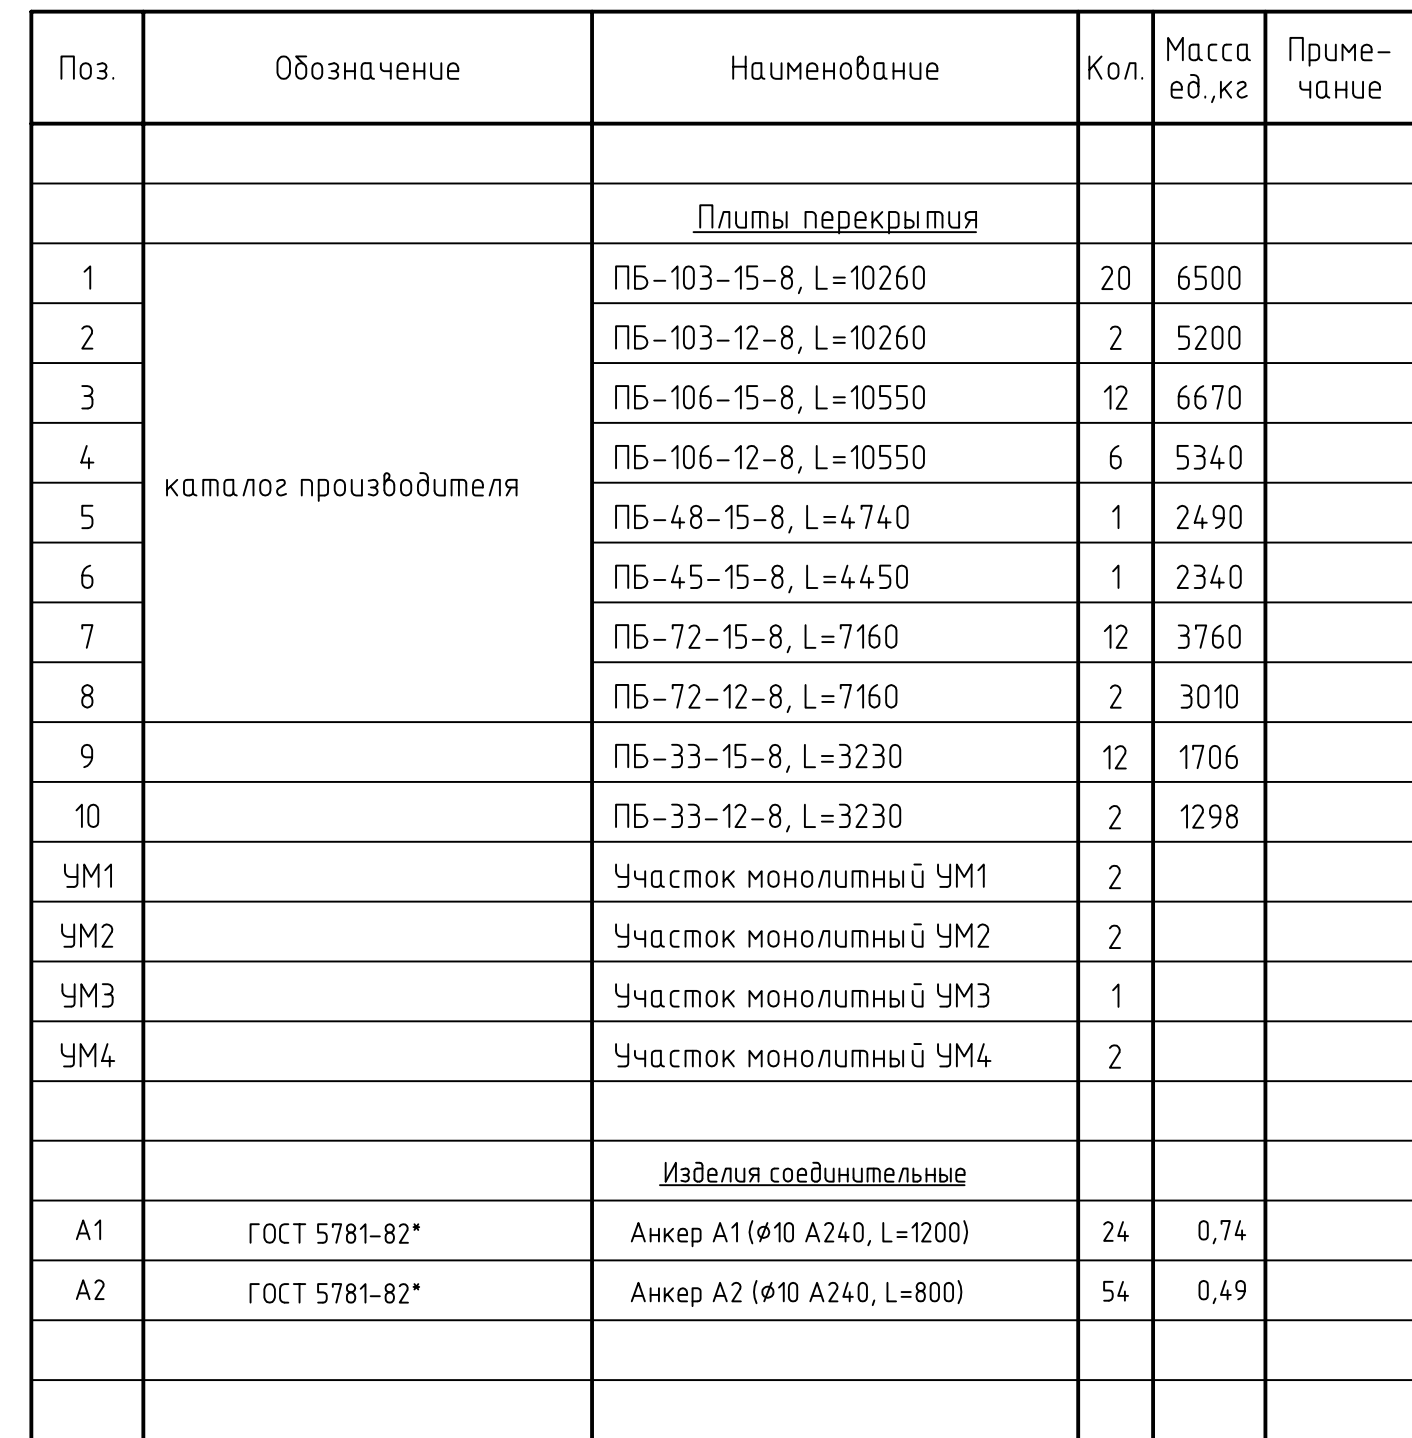 Поз. Обозначение Наименование Кол. Масса ед.,кг Приме-чание
Плиты перекрытия
1 ПБ-103-15-8, L=10260 20 6500
2 ПБ-103-12-8, L=10260 2 5200
3 ПБ-106-15-8, L=10550 12 6670
4 ПБ-106-12-8, L=10550 6 5340
каталог производителя
5 ПБ-48-15-8, L=4740 1 2490
6 ПБ-45-15-8, L=4450 1 2340
7 ПБ-72-15-8, L=7160 12 3760
8 ПБ-72-12-8, L=7160 2 3010
9 ПБ-33-15-8, L=3230 12 1706
10 ПБ-33-12-8, L=3230 2 1298
УМ1 Участок монолитный УМ1 2
УМ2 Участок монолитный УМ2 2
УМ3 Участок монолитный УМ3 1
УМ4 Участок монолитный УМ4 2
Изделия соединительные
А1 ГОСТ 5781-82* Анкер А1 (⌀10 А240, L=1200) 24 0,74
А2 ГОСТ 5781-82* Анкер А2 (⌀10 А240, L=800) 54 0,49